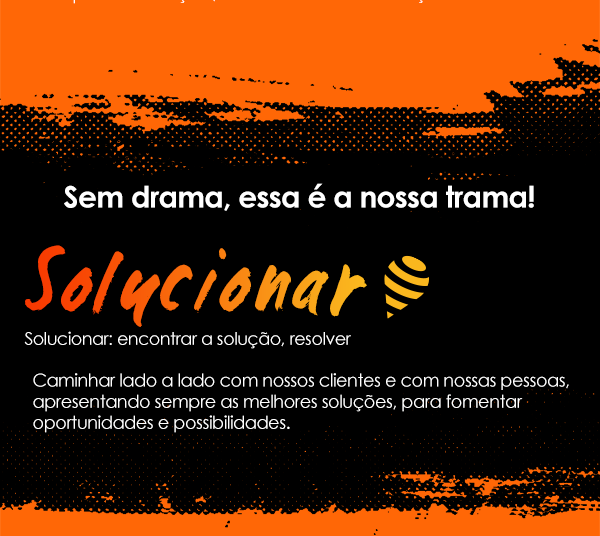 Sem drama, essa é a nossa trama!
Solucionar
Solucionar: encontrar a solução, resolver
Caminhar lado a lado com nossos clientes e com nossas pessoas,
apresentando sempre as melhores soluções, para fomentar
oportunidades e possibilidades.